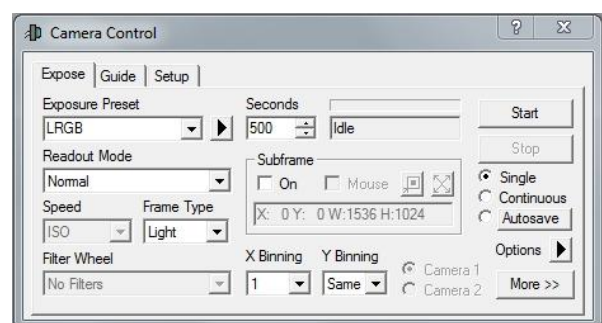 Camera Control
Expose Guide Setup
Exposure Preset
LRGB
Seconds
500
Idle
Start
Stop
Readout Mode
Normal
Subframe
On Mouse
X: 0 Y: 0 W:1536 H:1024
Single
Continuous
Autosave
Speed Frame Type
ISO Light
Filter Wheel
No Filters
X Binning Y Binning
1 Same
Camera 1
Camera 2
Options
More >>